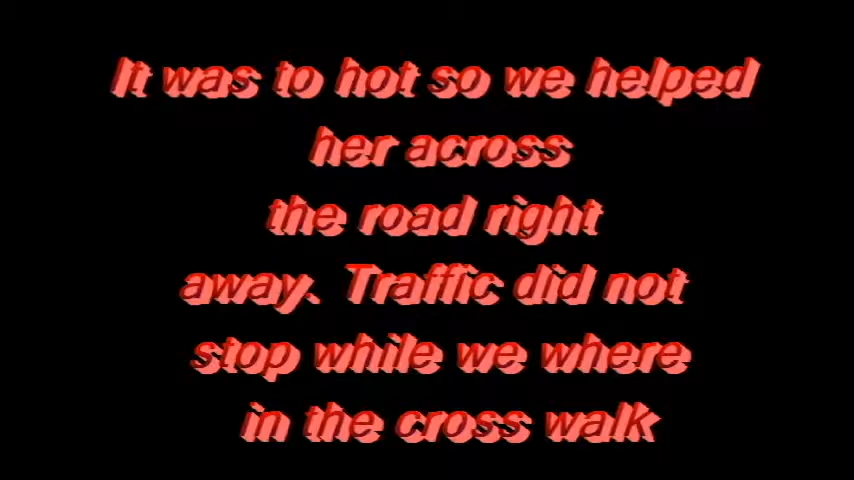 It was to hot so we helped
her across
the road right
away. Traffic did not
stop while we where
in the cross walk